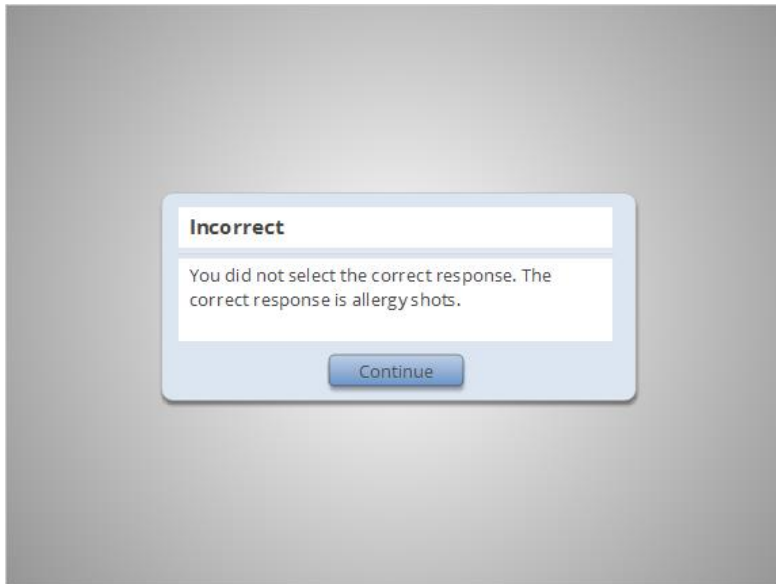 Incorrect
You did not select the correct response. The
correct response is allergy shots.
Continue